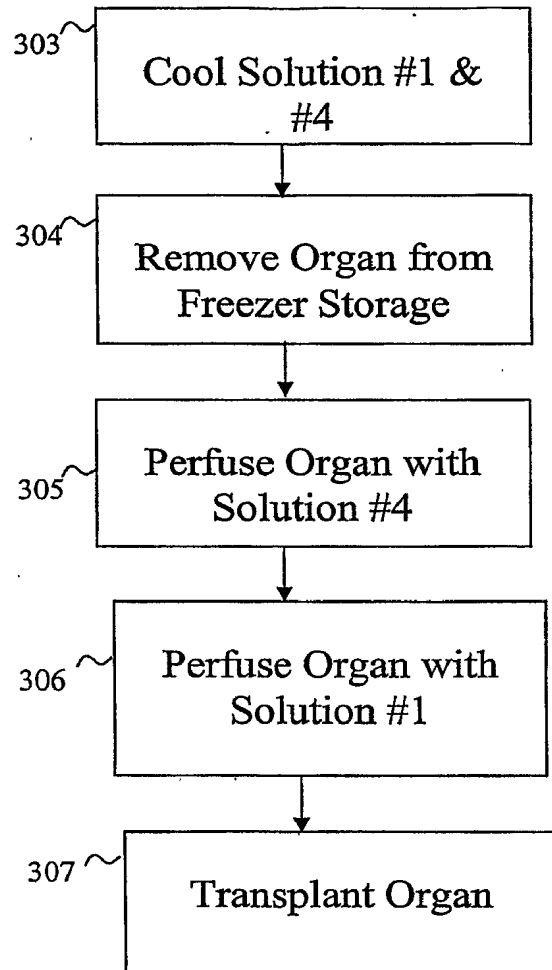 303
Cool Solution #1 &
#4
304
Remove Organ from
Freezer Storage
305
Perfuse Organ with
Solution #4
306
Perfuse Organ with
Solution #1
307
Transplant Organ